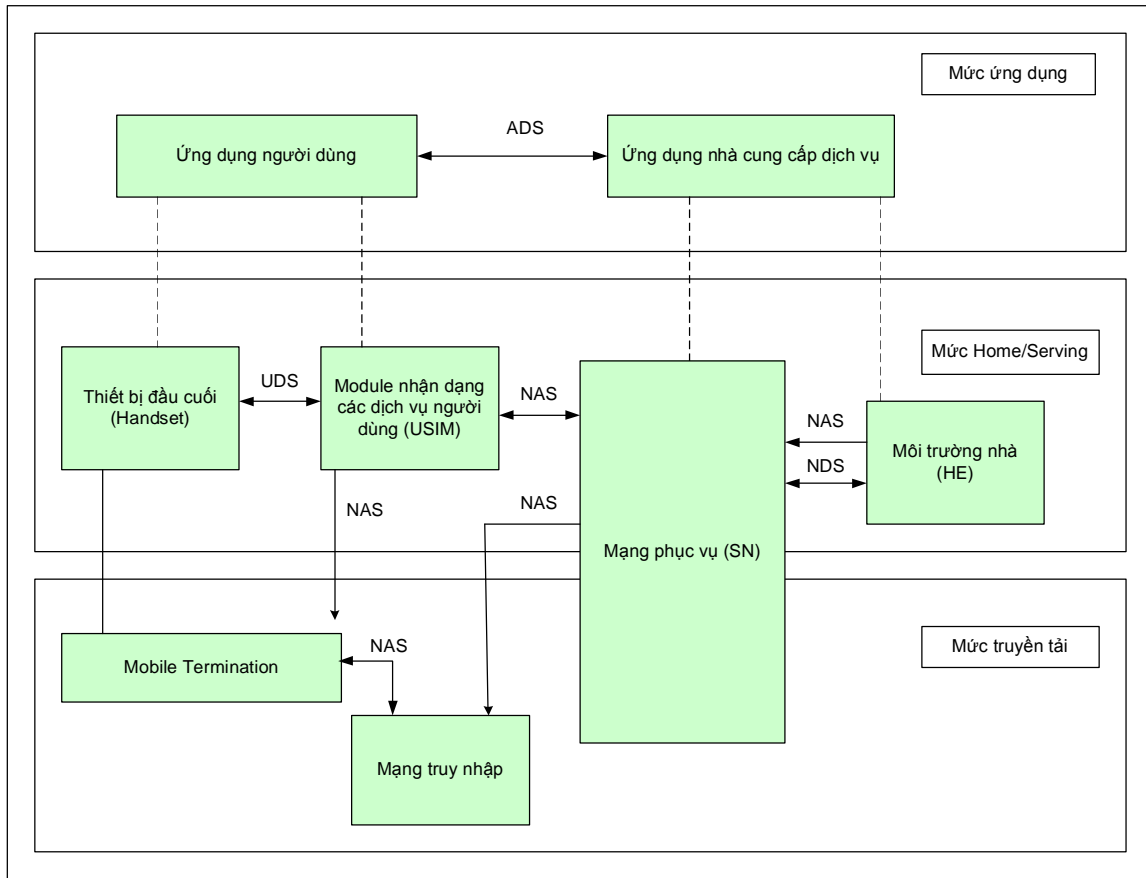 Mức ứng dụng
ADS
Ứng dụng người dùng
Ứng dụng nhà cung cấp dịch vụ
Mức Home/Serving
Thiết bị đầu cuối
(Handset)
UDS
Module nhận dạng
các dịch vụ người
dùng (USIM)
NAS
NAS
NDS
Môi trường nhà
(HE)
NAS
NAS
Mạng phục vụ (SN)
Mức truyền tải
Mobile Termination
NAS
Mạng truy nhập